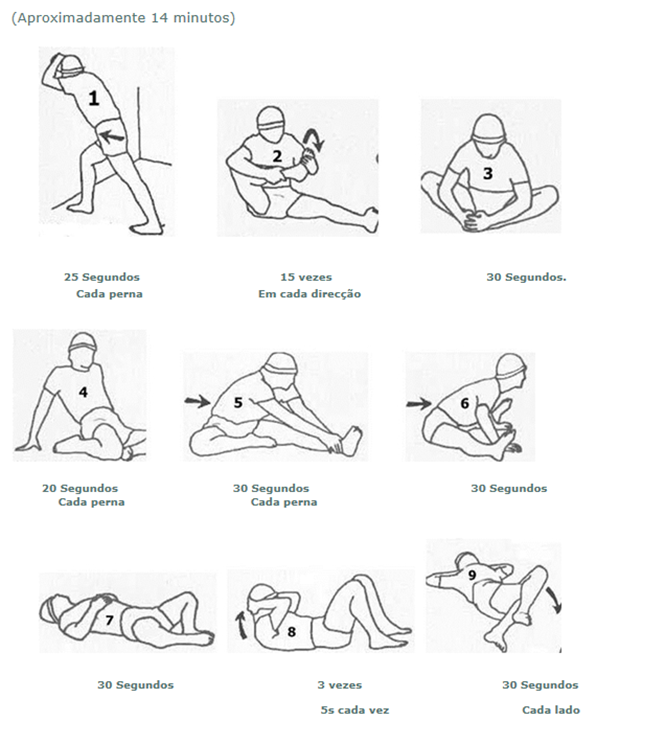 (Aproximadamente 14 minutos)
1
2
3
25 Segundos
Cada perna
15 vezes
Em cada direcção
30 Segundos.
4
5
6
20 Segundos
Cada perna
30 Segundos
Cada perna
30 Segundos
7
8
9
30 Segundos
3 vezes
5s cada vez
30 Segundos
Cada lado